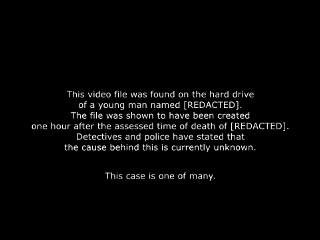 This video file was found on the hard drive
of a young man named [REDACTED].
The file was shown to have been created
one hour after the assessed time of death of [REDACTED].
Detectives and police have stated that
the cause behind this is currently unknown.
This case is one of many.